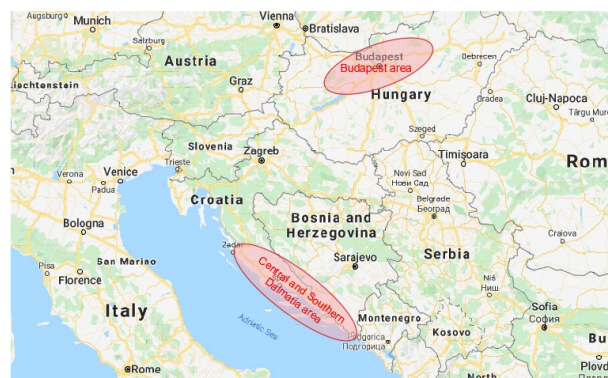 Augsburg
Munich
Salzburg
Vienna
Bratislava
Austria
Budapest
Budapest area
Debrecen
Liechtenstein
Graz
Hungary
Oradea
Cluj-Napoca
Târgu Mur
Slovenia
Zagreb
Szeged
Timișoara
Rom
Verona
Venice
Padua
Trieste
Novi Sad
Нови Сад
Croatia
Bosnia and
Herzegovina
Belgrade
Београд
Bologna
Craiova
Zadar
Serbia
Sarajevo
Central and Southern
Dalmatia area
San Marino
Pisa
Florence
Niš
Ниш
Italy
Adriatic Sea
Montenegro
Kosovo
Podgorica
Подгорица
Sofia
София
Bu
Plovd
Rome
North